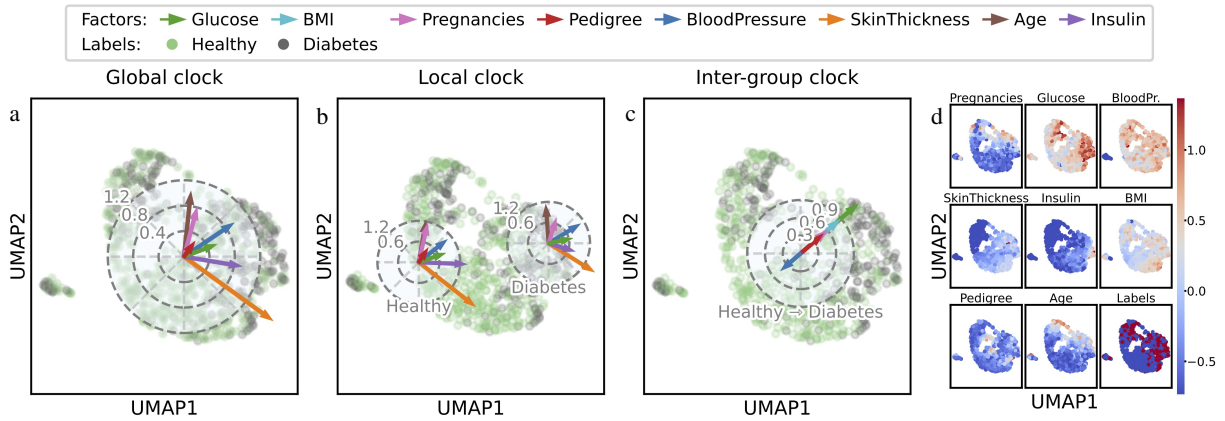 Factors: Glucose BMI Pregnancies Pedigree BloodPressure SkinThickness Age Insulin
Labels: Healthy Diabetes
Global clock
Local clock
Inter-group clock
a
b
c
d
UMAP2
UMAP1
1.2
0.8
0.4
UMAP2
UMAP1
1.2
0.6
Healthy
1.2
0.6
Diabetes
UMAP2
UMAP1
0.9
0.6
0.3
Healthy → Diabetes
UMAP2
UMAP1
Pregnancies Glucose BloodPr.
SkinThickness Insulin BMI
Pedigree Age Labels
1.0
0.5
0.0
−0.5